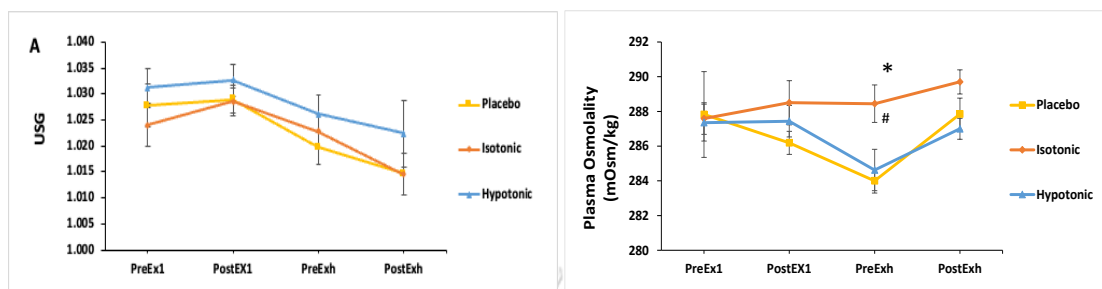 A
USG
1.040
1.035
1.030
1.025
1.020
1.015
1.010
1.005
1.000
PreEx1 PostEX1 PreExh PostExh
Placebo
Isotonic
Hypotonic
Plasma Osmolality
(mOsm/kg)
292
290
288
286
284
282
280
*
#
PreEx1 PostEX1 PreExh PostExh
Placebo
Isotonic
Hypotonic